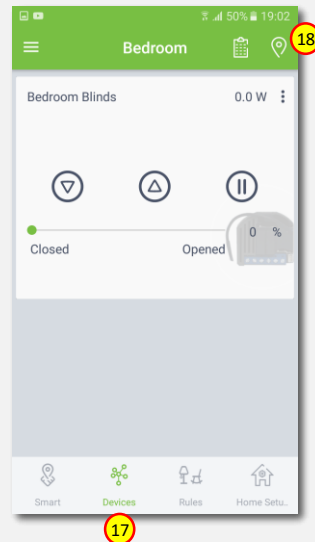 50% 19:02
Bedroom
18
Bedroom Blinds 0.0 W
0 %
Closed Opened
Smart Devices Rules Home Setu..
17